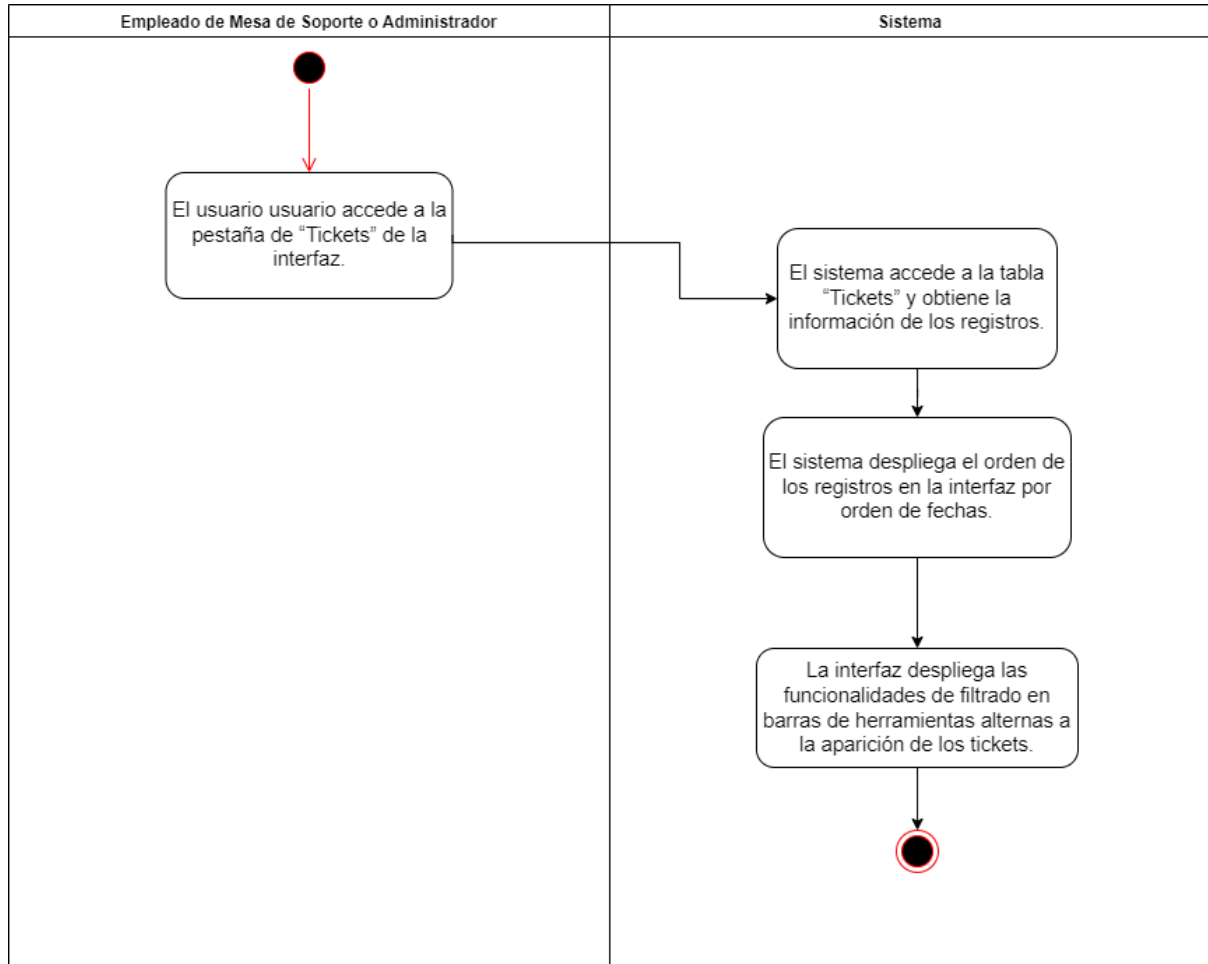 Empleado de Mesa de Soporte o Administrador
Sistema
El usuario usuario accede a la
pestaña de “Tickets” de la
interfaz.
El sistema accede a la tabla
“Tickets” y obtiene la
información de los registros.
El sistema despliega el orden de
los registros en la interfaz por
orden de fechas.
La interfaz despliega las
funcionalidades de filtrado en
barras de herramientas alternas a
la aparición de los tickets.